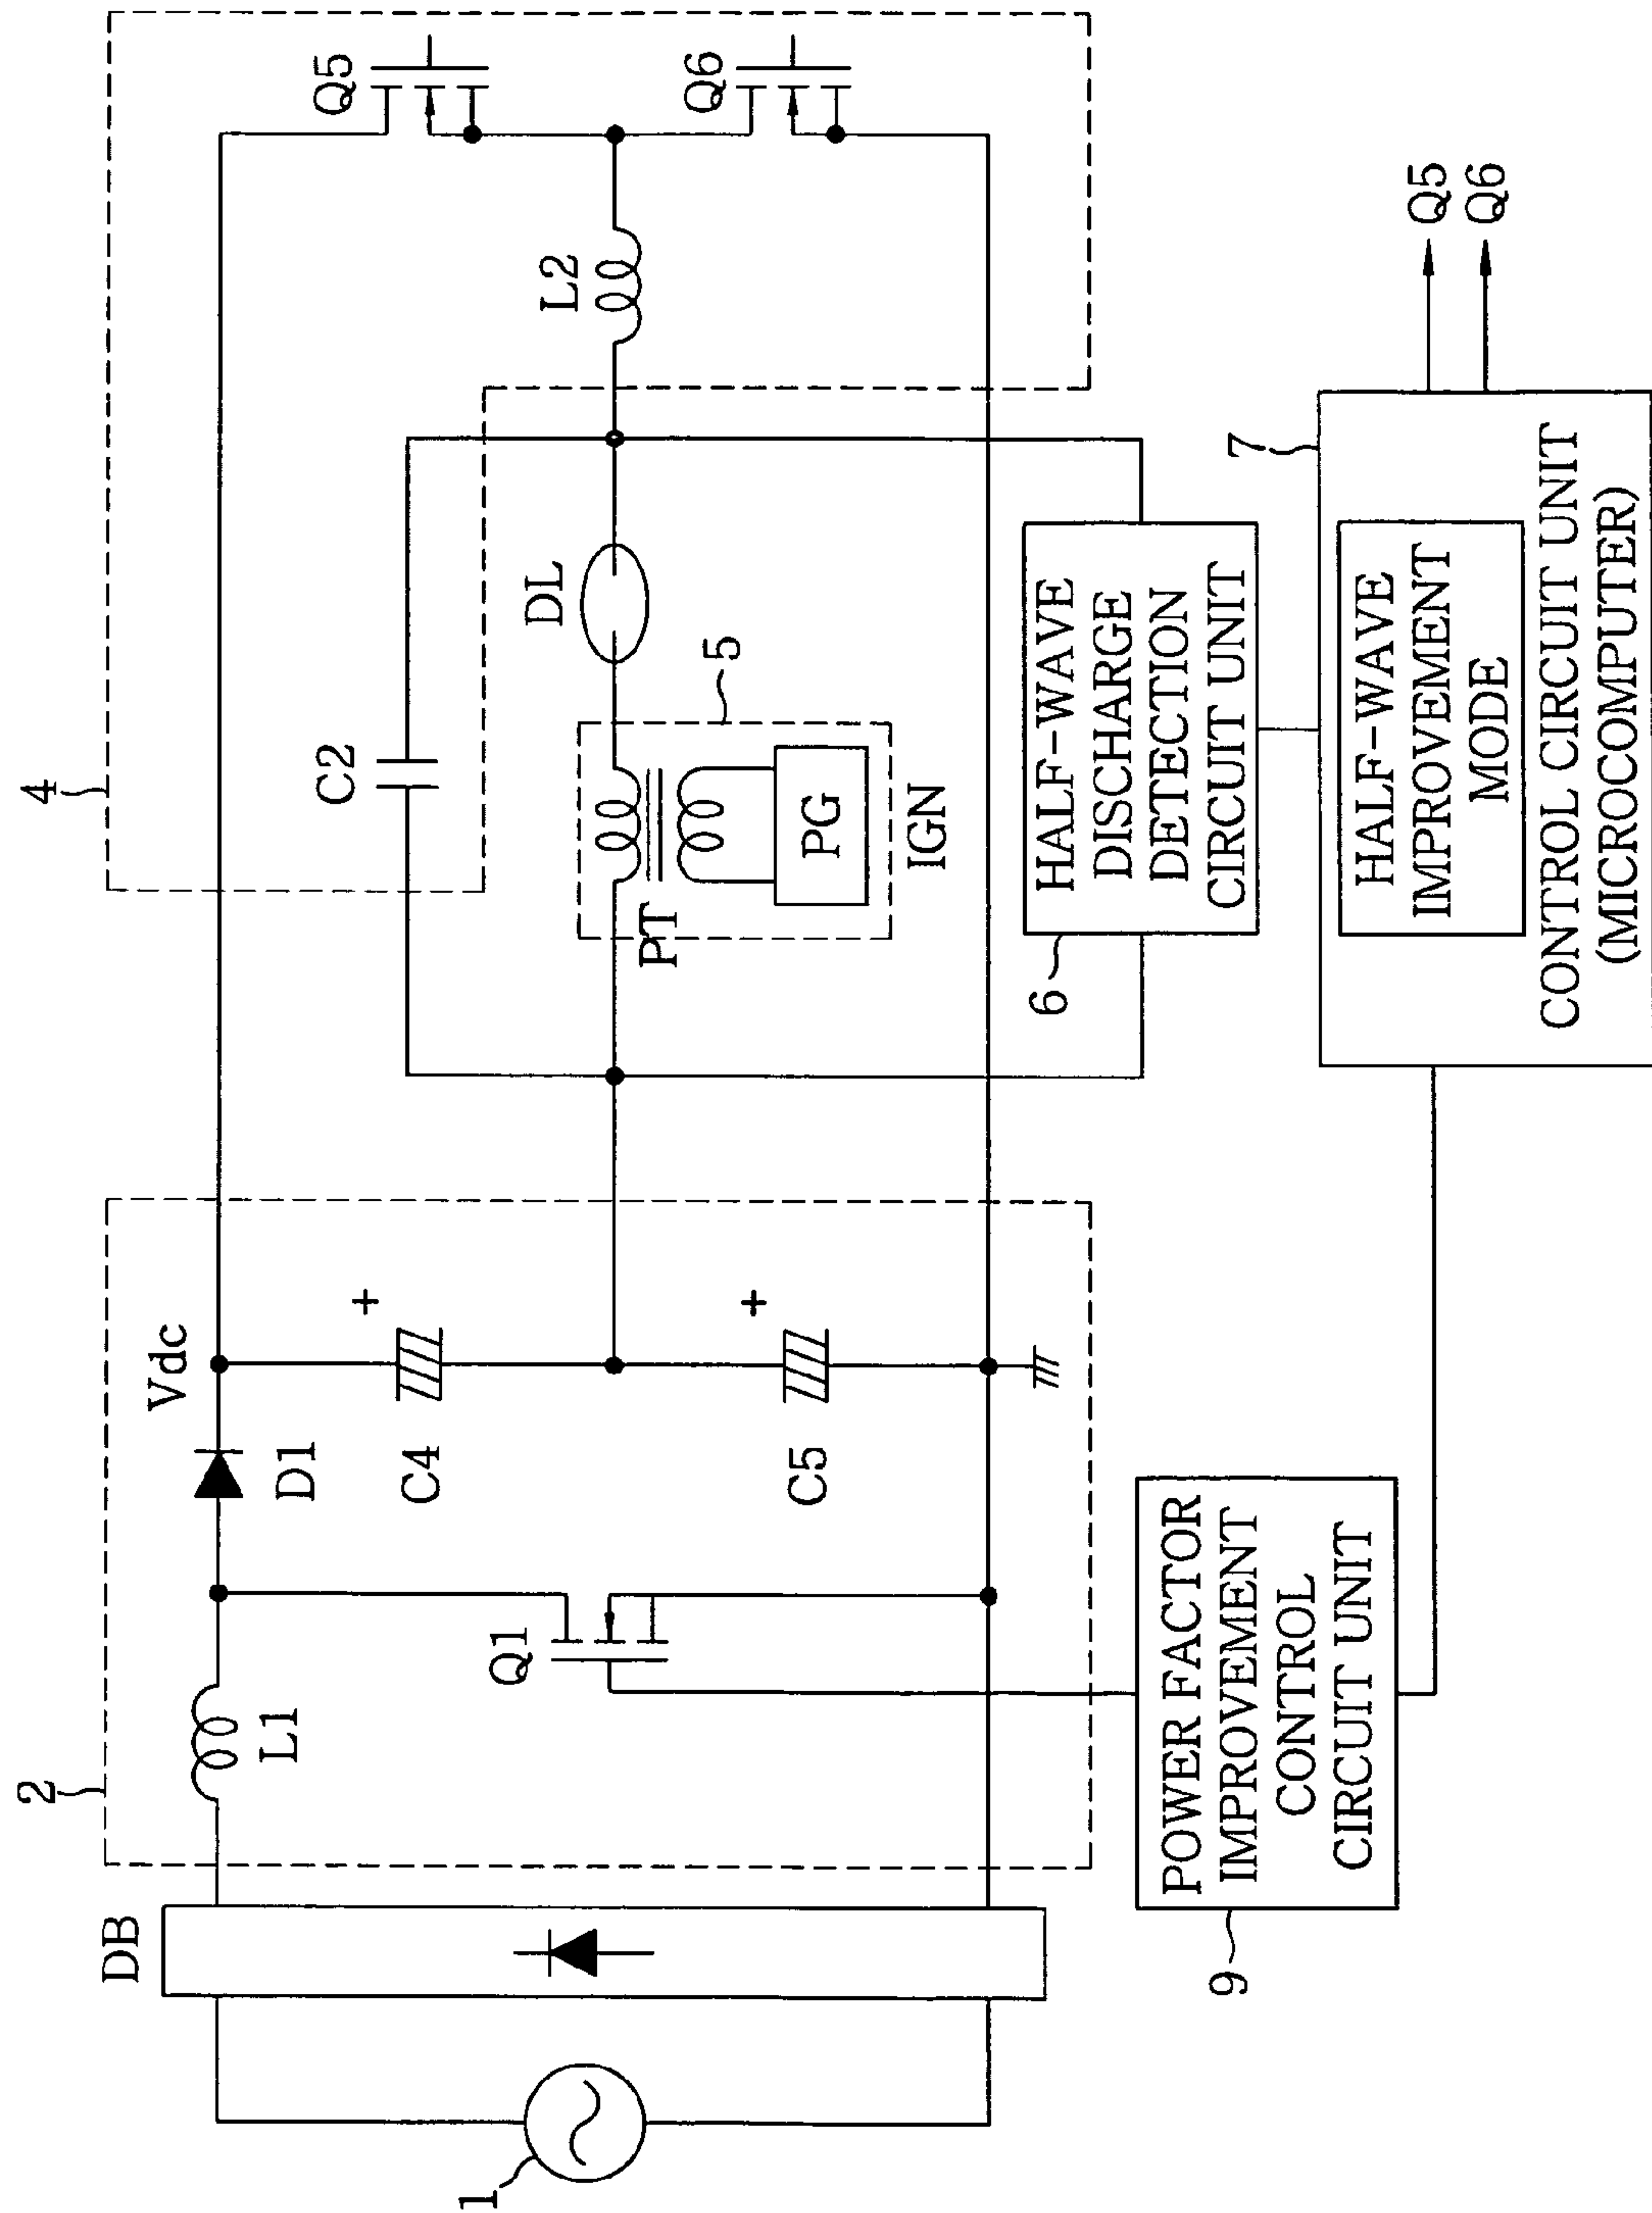 1
DB
2
L1
Q1
D1
Vdc
C4
+
C5
+
9
POWER FACTOR
IMPROVEMENT
CONTROL
CIRCUIT UNIT
4
C2
PT
PG
IGN
5
DL
L2
Q5
Q6
6
HALF-WAVE
DISCHARGE
DETECTION
CIRCUIT UNIT
7
HALF-WAVE
IMPROVEMENT
MODE
CONTROL CIRCUIT UNIT
(MICROCOMPUTER)
Q5
Q6